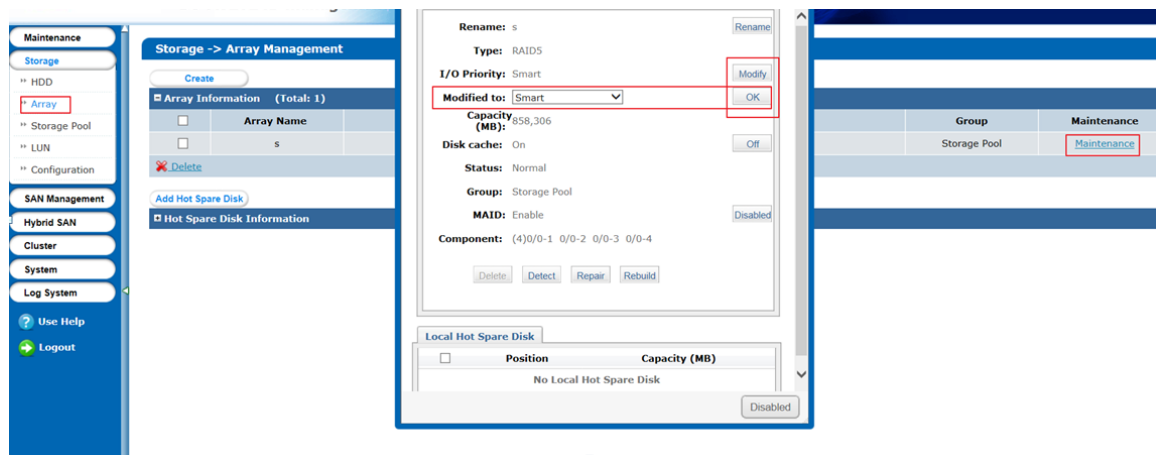 Maintenance
Storage
HDD
Array
Storage Pool
LUN
Configuration
SAN Management
Hybrid SAN
Cluster
System
Log System
Use Help
Logout
Storage -> Array Management
Create
Array Information (Total: 1)
Array Name Group Maintenance
s Storage Pool Maintenance
Delete
Add Hot Spare Disk
Hot Spare Disk Information
Rename: s Rename
Type: RAID5
I/O Priority: Smart Modify
Modified to: Smart OK
Capacity
(MB): 858,306
Disk cache: On Off
Status: Normal
Group: Storage Pool
MAID: Enable Disabled
Component: (4)0/0-1 0/0-2 0/0-3 0/0-4
Delete Detect Repair Rebuild
Local Hot Spare Disk
Position Capacity (MB)
No Local Hot Spare Disk
Disabled